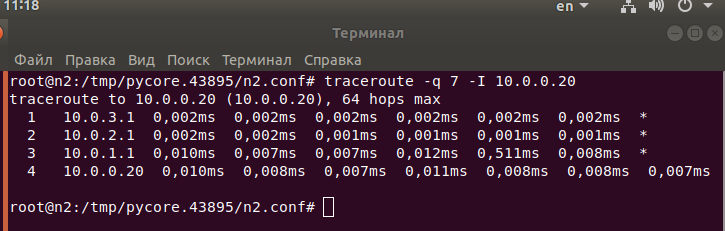 11:18
en
Терминал
Файл Правка Вид Поиск Терминал Справка
root@n2:/tmp/pycore.43895/n2.conf# traceroute -q 7 -I 10.0.0.20
traceroute to 10.0.0.20 (10.0.0.20), 64 hops max
1 10.0.3.1 0,002ms 0,002ms 0,002ms 0,002ms 0,002ms 0,002ms *
2 10.0.2.1 0,002ms 0,002ms 0,001ms 0,001ms 0,001ms 0,001ms *
3 10.0.1.1 0,010ms 0,007ms 0,007ms 0,012ms 0,511ms 0,008ms *
4 10.0.0.20 0,010ms 0,008ms 0,007ms 0,011ms 0,008ms 0,008ms 0,007ms
root@n2:/tmp/pycore.43895/n2.conf#